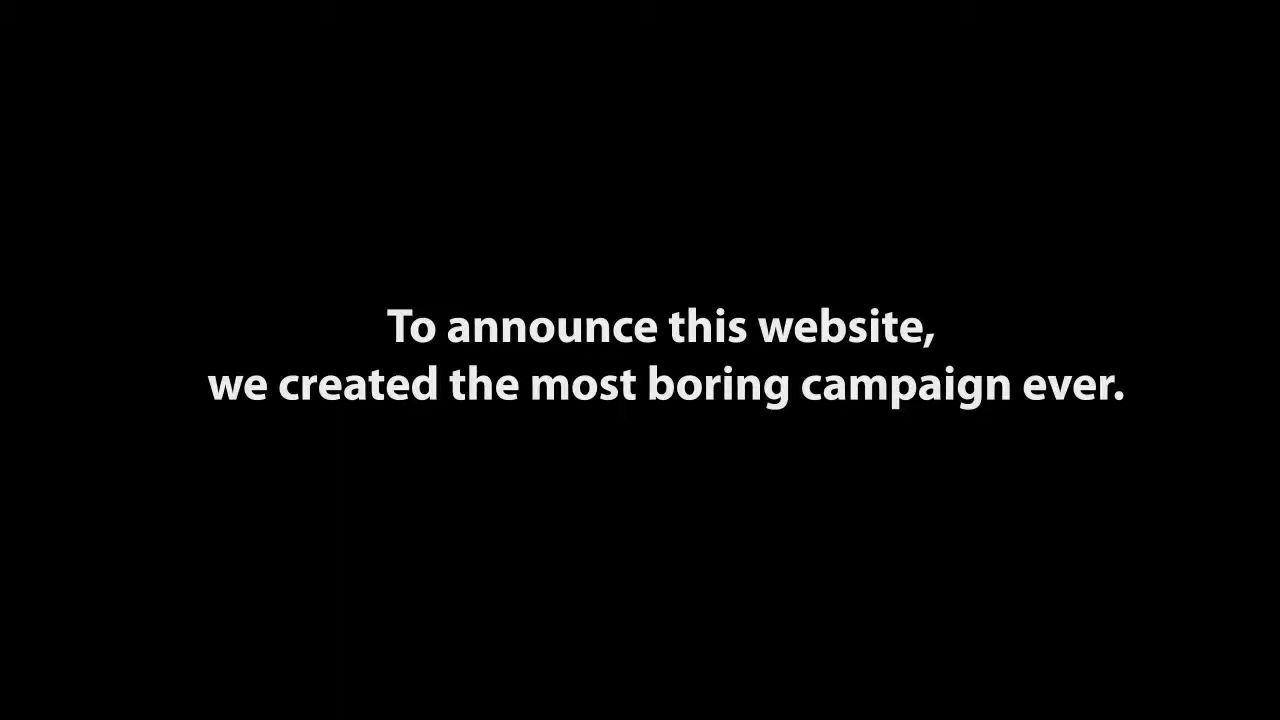 To announce this website,
we created the most boring campaign ever.